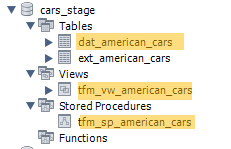 cars_stage
Tables
dat_american_cars
ext_american_cars
Views
tfm_vw_american_cars
Stored Procedures
tfm_sp_american_cars
Functions